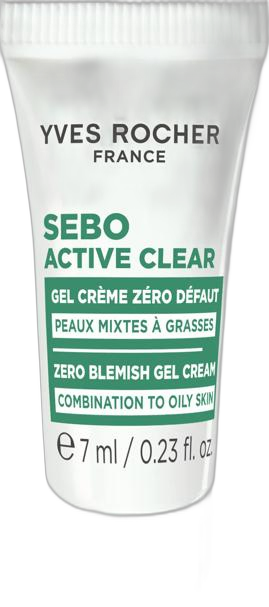 YVES ROCHER
FRANCE
SEBO
ACTIVE CLEAR
GEL CRÈME ZÉRO DÉFAUT
PEAUX MIXTES À GRASSES
ZERO BLEMISH GEL CREAM
COMBINATION TO OILY SKIN
e 7 ml / 0.23 fl. oz.